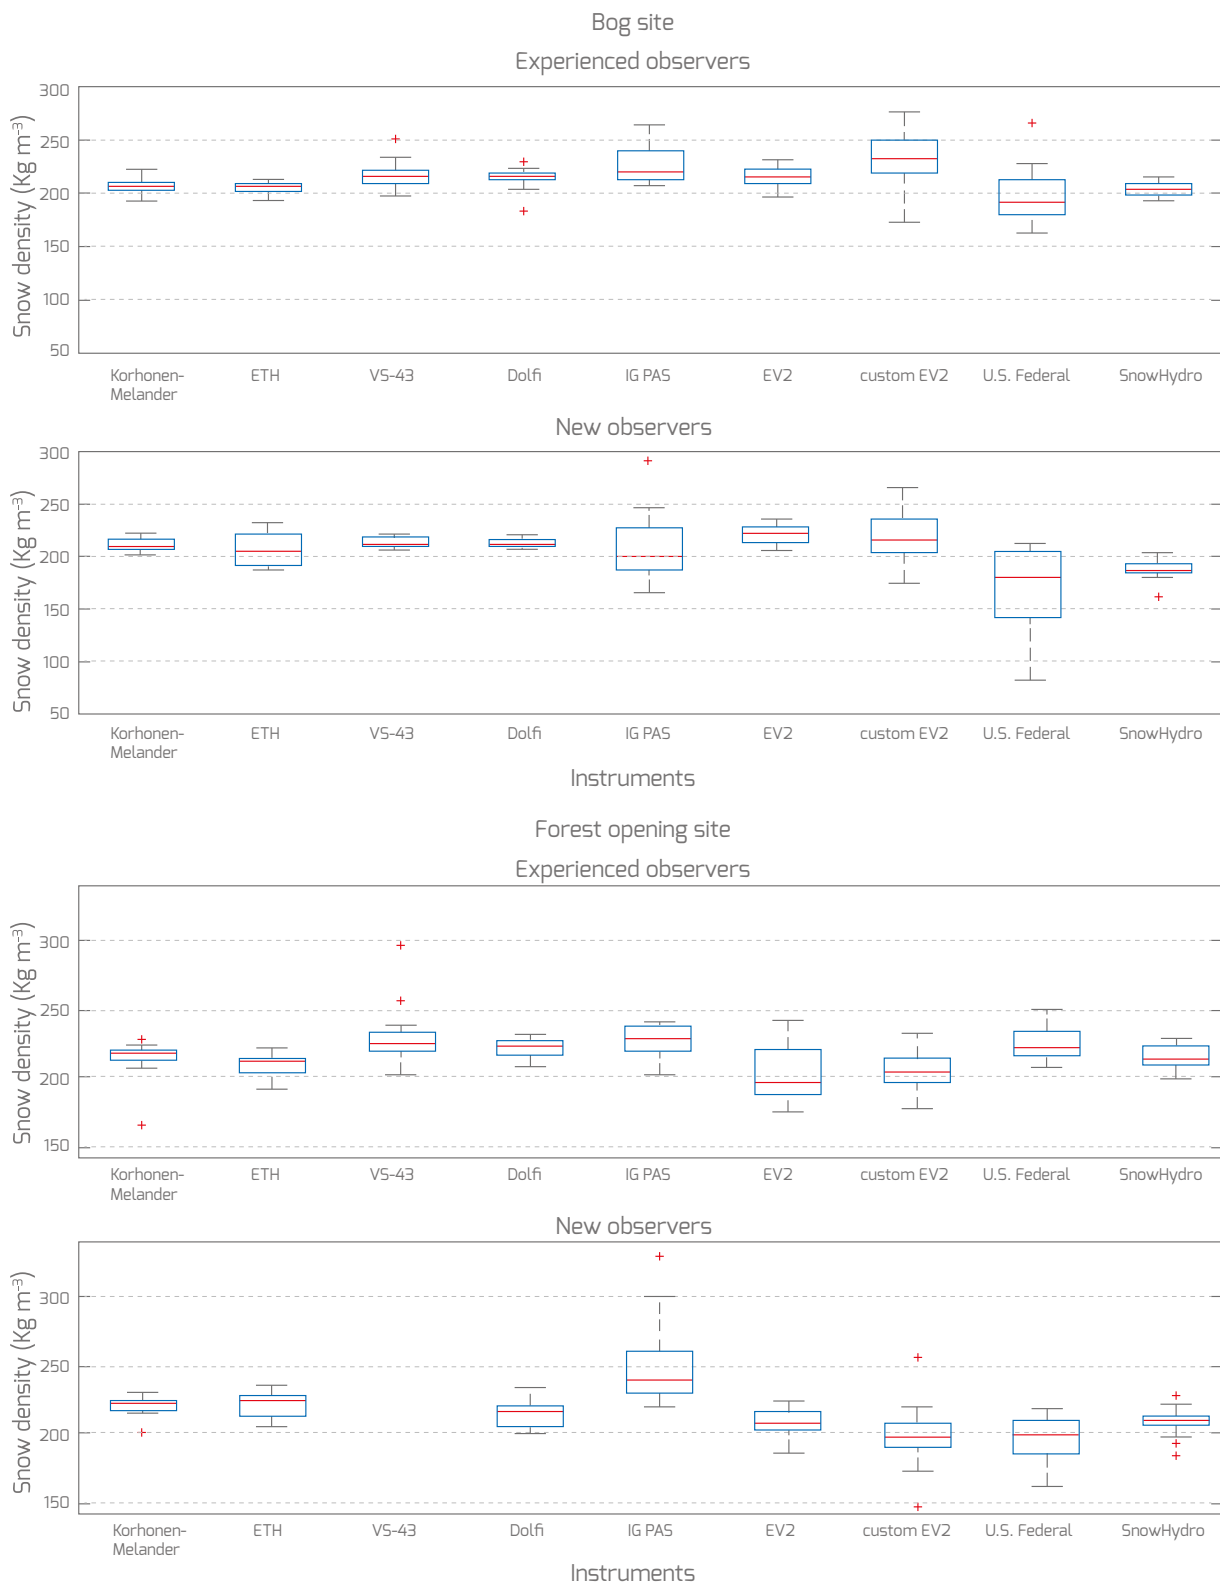 Bog site
Experienced observers
Snow density (Kg m⁻³)
300
250
200
150
100
50
Korhonen-
Melander
ETH
VS-43
Dolfi
IG PAS
EV2
custom EV2
U.S. Federal
SnowHydro
New observers
Snow density (Kg m⁻³)
300
250
200
150
100
50
Korhonen-
Melander
ETH
VS-43
Dolfi
IG PAS
EV2
custom EV2
U.S. Federal
SnowHydro
Instruments
Forest opening site
Experienced observers
Snow density (Kg m⁻³)
300
250
200
150
Korhonen-
Melander
ETH
VS-43
Dolfi
IG PAS
EV2
custom EV2
U.S. Federal
SnowHydro
New observers
Snow density (Kg m⁻³)
300
250
200
150
Korhonen-
Melander
ETH
VS-43
Dolfi
IG PAS
EV2
custom EV2
U.S. Federal
SnowHydro
Instruments